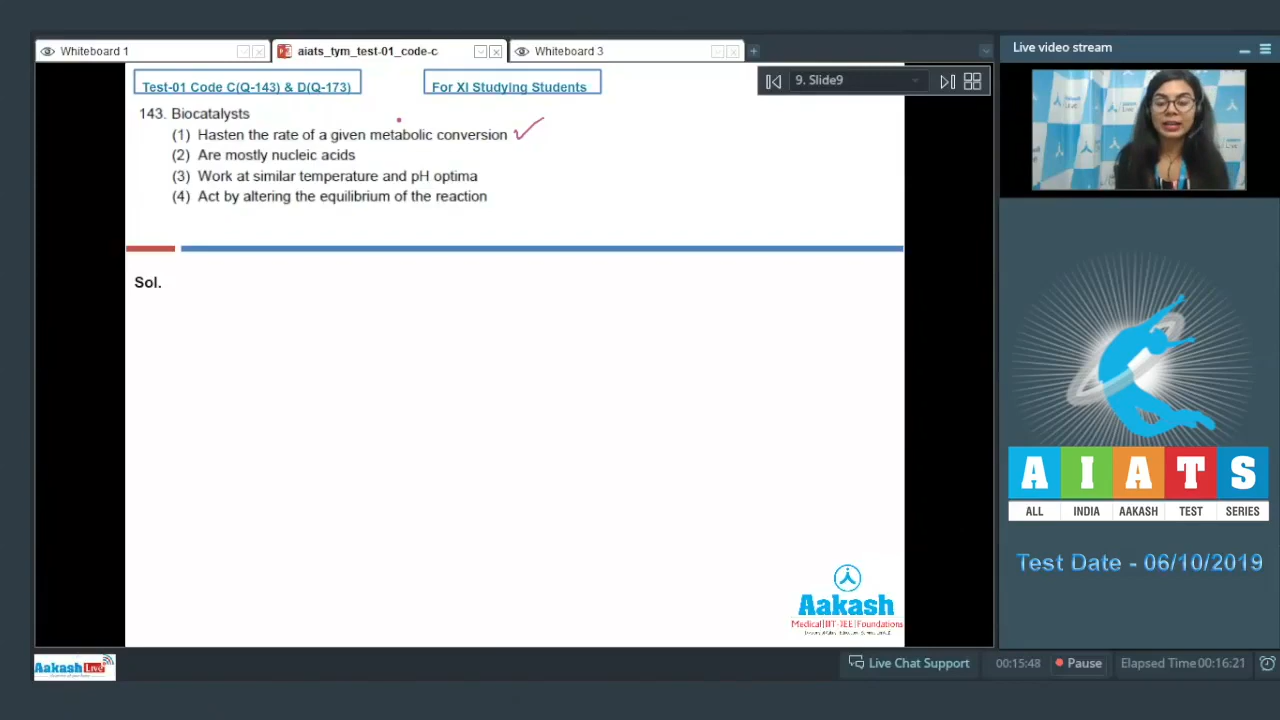 Whiteboard 1
aiats_tym_test-01_code-c
Whiteboard 3
Live video stream
Test-01 Code C(Q-143) & D(Q-173)
For XI Studying Students
9. Slide9
143. Biocatalysts
(1) Hasten the rate of a given metabolic conversion
(2) Are mostly nucleic acids
(3) Work at similar temperature and pH optima
(4) Act by altering the equilibrium of the reaction
Sol.
A I A T S
ALL INDIA AAKASH TEST SERIES
Test Date - 06/10/2019
Aakash
Medical|IIT-JEE|Foundations
Aakash Live
Live Chat Support
00:15:48
Pause
Elapsed Time 00:16:21